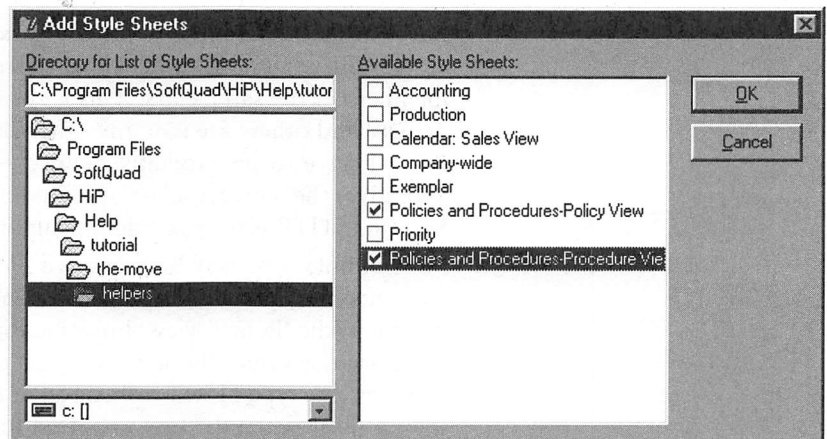 Add Style Sheets
Directory for List of Style Sheets:
C:\Program Files\SoftQuad\HiP\Help\tutor
C:\
Program Files
SoftQuad
HiP
Help
tutorial
the-move
helpers
c: []
Available Style Sheets:
Accounting
Production
Calendar: Sales View
Company-wide
Exemplar
Policies and Procedures-Policy View
Priority
Policies and Procedures-Procedure Vie
OK
Cancel